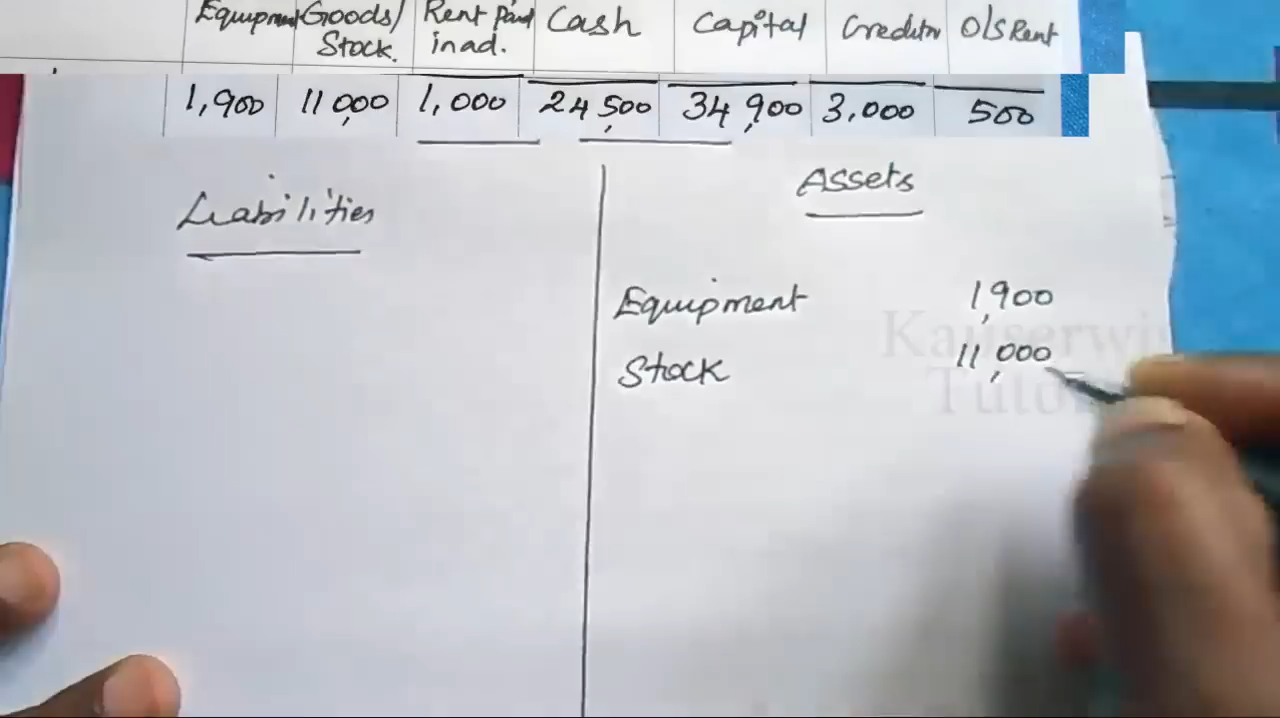 Equipment Goods/ Rent Paid Cash Capital Creditor O/S Rent
Stock. in ad.
1,900 11,000 1,000 24,500 34,900 3,000 500
Liabilities Assets
Equipment 1,900
Stock 11,000